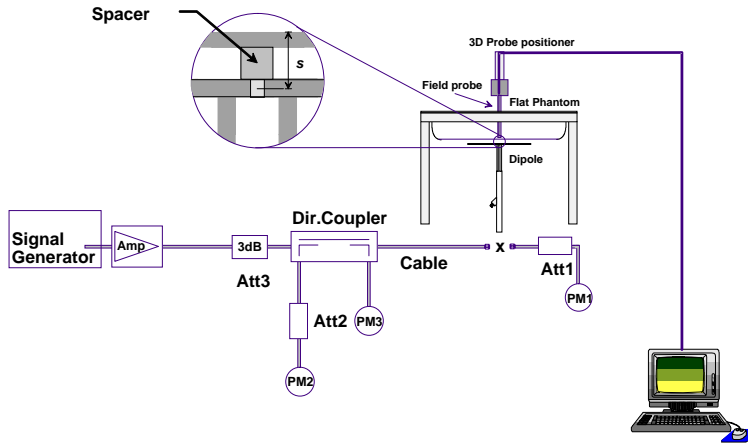 Spacer
s
3D Probe positioner
Field probe
Flat Phantom
Dipole
Signal
Generator
Amp
3dB
Att3
Dir.Coupler
Cable
x
Att1
PM1
Att2
PM3
PM2